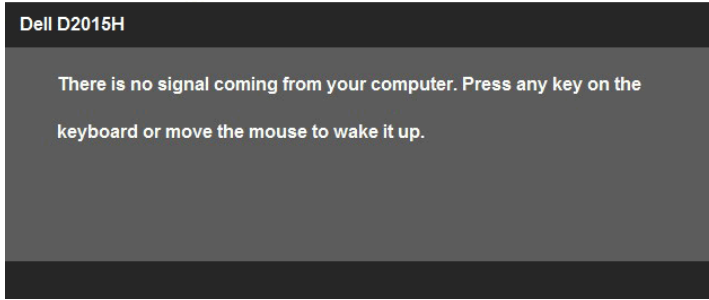 Dell D2015H
There is no signal coming from your computer. Press any key on the
keyboard or move the mouse to wake it up.